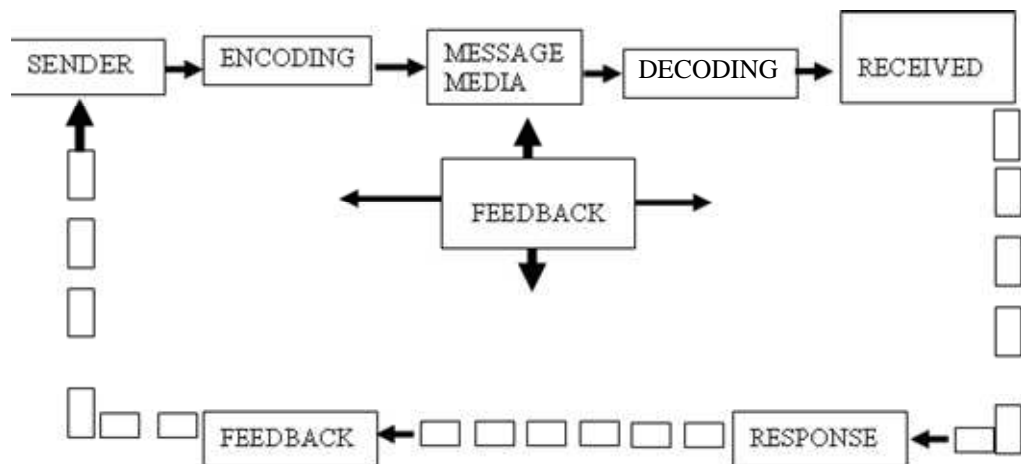 SENDER
ENCODING
MESSAGE
MEDIA
DECODING
RECEIVED
FEEDBACK
FEEDBACK
RESPONSE